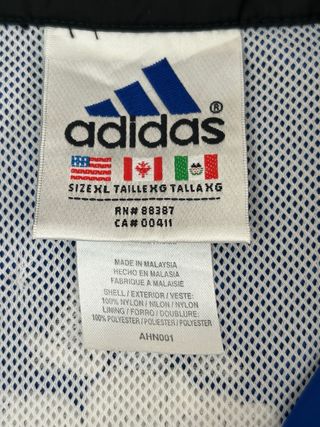 adidas®
SIZE XL TAILLE XG TALLA XG
RN# 88387
CA# 00411
MADE IN MALAYSIA
HECHO EN MALASIA
FABRIQUE A MALAISIE
SHELL / EXTERIOR / VESTE:
100% NYLON / NILON / NYLON
LINING / FORRO / DOUBLURE:
100% POLYESTER / POLIESTER / POLYESTER
AHN001